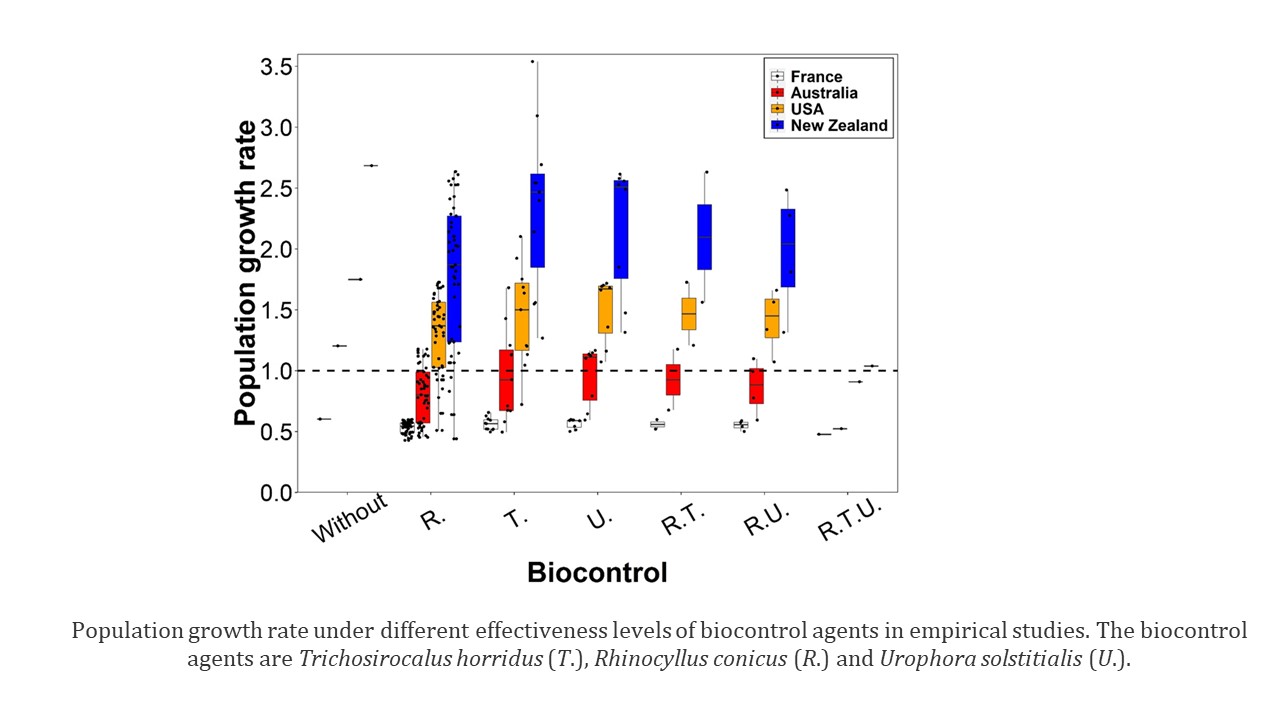 Population growth rate
3.5
3.0
2.5
2.0
1.5
1.0
0.5
0.0
France
Australia
USA
New Zealand
Without
R.
T.
U.
R.T.
R.U.
R.T.U.
Biocontrol
Population growth rate under different effectiveness levels of biocontrol agents in empirical studies. The biocontrol
agents are Trichosirocalus horridus (T.), Rhinocyllus conicus (R.) and Urophora solstitialis (U.).